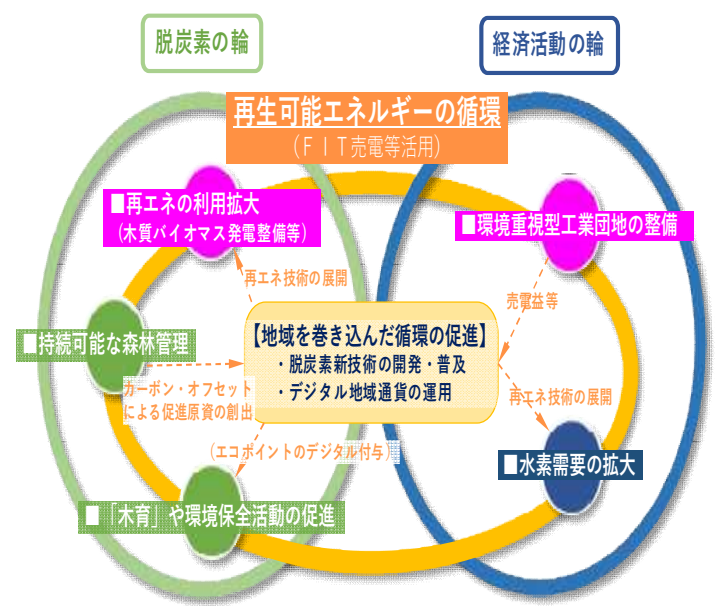 脱炭素の輪
経済活動の輪
再生可能エネルギーの循環
（ＦＩＴ売電等活用）
■再エネの利用拡大
（木質バイオマス発電整備等）
■環境重視型工業団地の整備
再エネ技術の展開
売電益等
【地域を巻き込んだ循環の促進】
・脱炭素新技術の開発・普及
・デジタル地域通貨の運用
■持続可能な森林管理
カーボン・オフセット
による促進原資の創出
再エネ技術の展開
（エコポイントのデジタル付与）
■水素需要の拡大
■「木育」や環境保全活動の促進